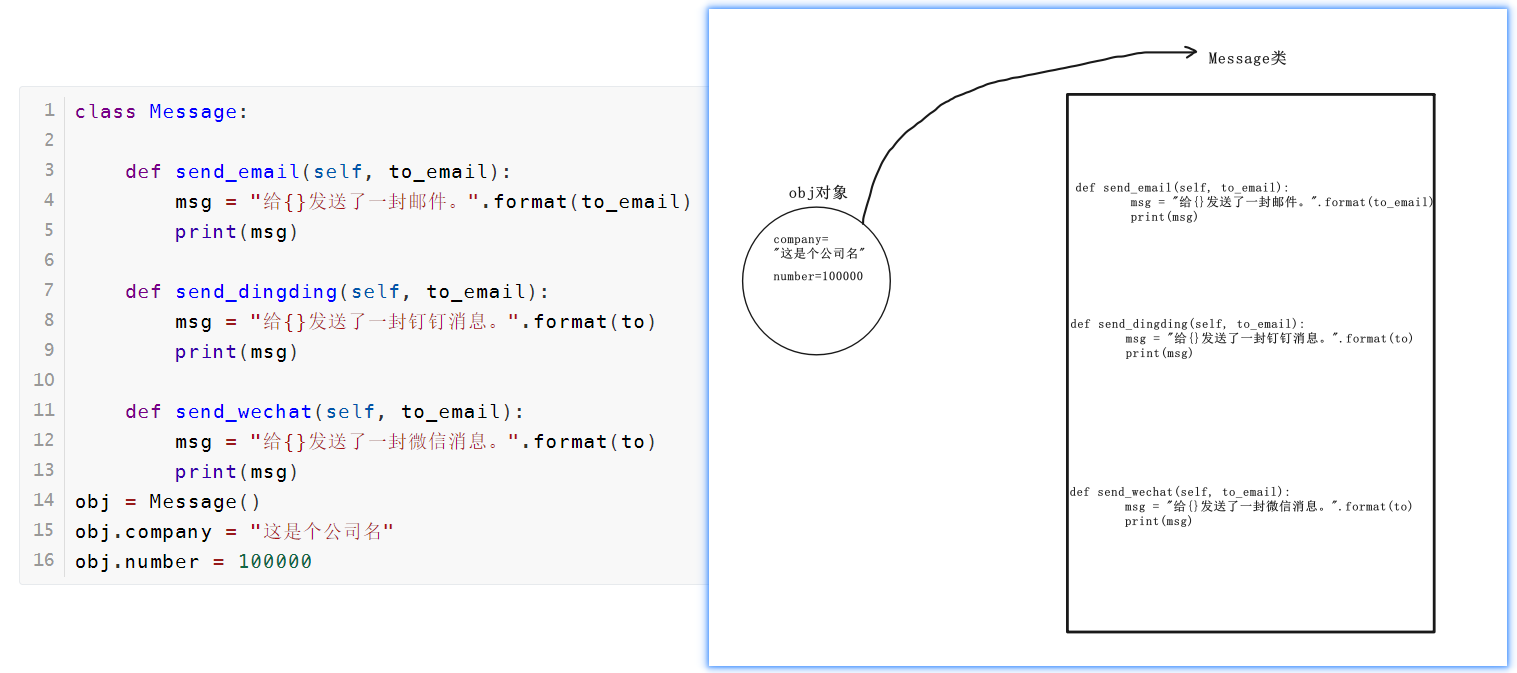 1 class Message:
2
3     def send_email(self, to_email):
4         msg = "给{}发送了一封邮件。".format(to_email)
5         print(msg)
6
7     def send_dingding(self, to_email):
8         msg = "给{}发送了一封钉钉消息。".format(to)
9         print(msg)
10
11     def send_wechat(self, to_email):
12         msg = "给{}发送了一封微信消息。".format(to)
13         print(msg)
14 obj = Message()
15 obj.company = "这是个公司名"
16 obj.number = 100000
Message类
obj对象
company=
"这是个公司名"
number=100000
def send_email(self, to_email):
        msg = "给{}发送了一封邮件。".format(to_email)
        print(msg)
def send_dingding(self, to_email):
        msg = "给{}发送了一封钉钉消息。".format(to)
        print(msg)
def send_wechat(self, to_email):
        msg = "给{}发送了一封微信消息。".format(to)
        print(msg)